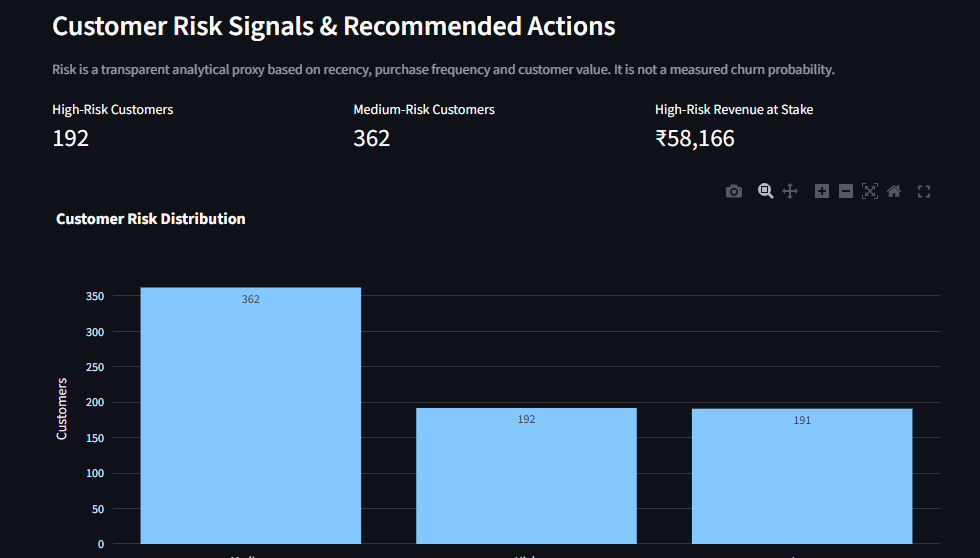 Customer Risk Signals & Recommended Actions
Risk is a transparent analytical proxy based on recency, purchase frequency and customer value. It is not a measured churn probability.
High-Risk Customers
192
Medium-Risk Customers
362
High-Risk Revenue at Stake
₹58,166
Customer Risk Distribution
Customers
350
300
250
200
150
100
50
0
362
192
191